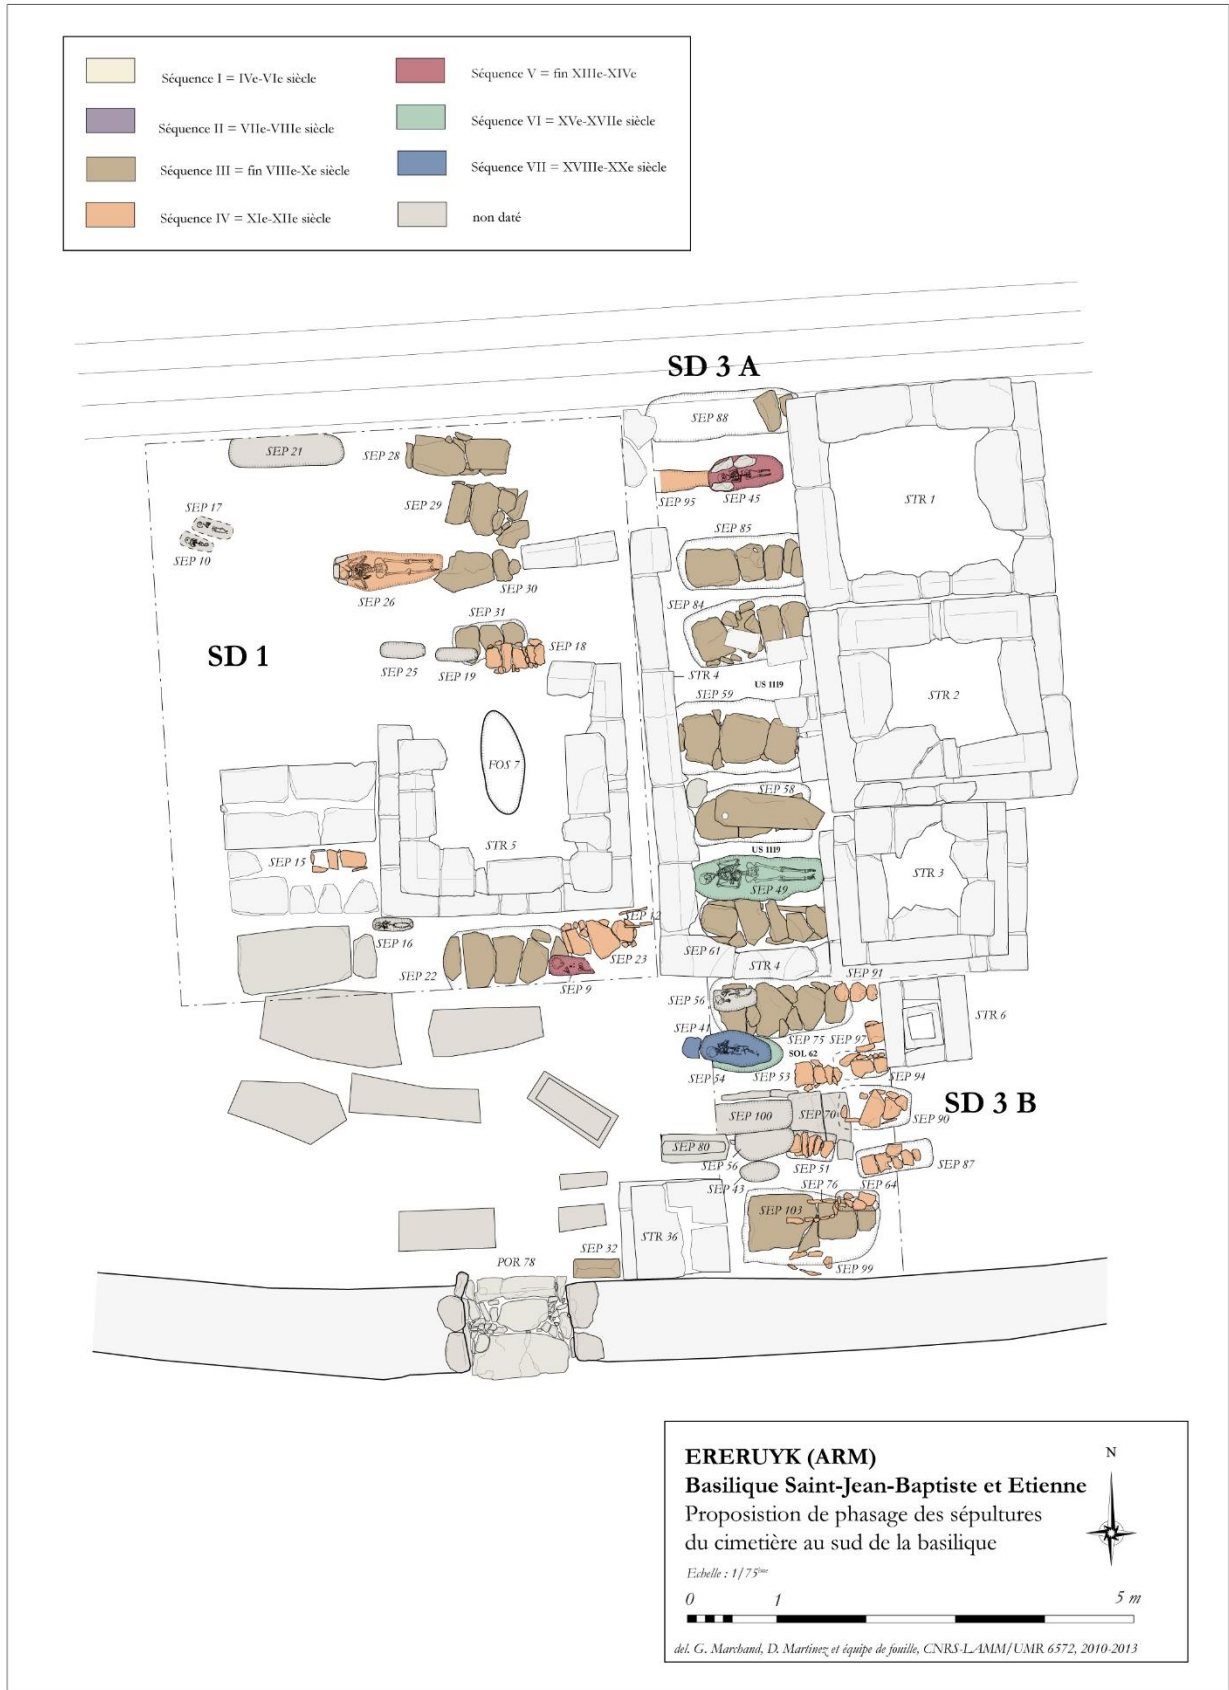 Séquence I = IVe-VIe siècle
Séquence II = VIIe-VIIIe siècle
Séquence III = fin VIIIe-Xe siècle
Séquence IV = XIe-XIIe siècle
Séquence V = fin XIIIe-XIVe
Séquence VI = XVe-XVIIe siècle
Séquence VII = XVIIIe-XXe siècle
non daté
SD 3 A
SEP 88
SEP 21
SEP 28
SEP 95
SEP 45
STR 1
SEP 29
SEP 17
SEP 85
SEP 10
SEP 26
SEP 30
SEP 84
SEP 31
SD 1
SEP 18
SEP 25
SEP 19
STR 4
US 1119
SEP 59
STR 2
FOS 7
SEP 58
STR 5
US 1119
SEP 15
SEP 49
STR 3
SEP 12
SEP 16
SEP 61
SEP 23
SEP 22
STR 4
SEP 9
SEP 91
SEP 56
STR 6
SEP 41
SEP 75
SEP 97
SOL 62
SEP 54
SEP 53
SEP 94
SD 3 B
SEP 100
SEP 70
SEP 90
SEP 80
SEP 56
SEP 51
SEP 87
SEP 43
SEP 76
SEP 64
SEP 103
STR 36
SEP 32
POR 78
SEP 99
ERERUYK (ARM)
Basilique Saint-Jean-Baptiste et Etienne
Proposistion de phasage des sépultures
du cimetière au sud de la basilique
N
Echelle : 1/75ème
0 1 5 m
del. G. Marchand, D. Martinez et équipe de fouille, CNRS-LAMM/UMR 6572, 2010-2013